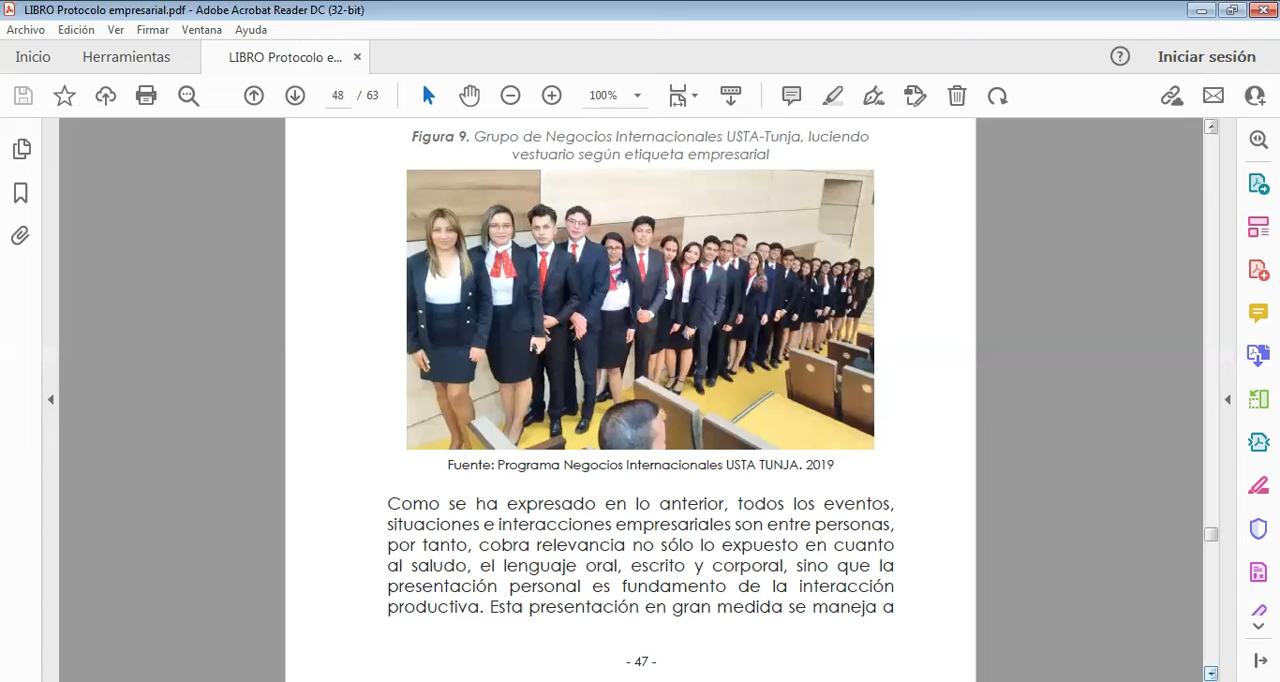 LIBRO Protocolo empresarial.pdf - Adobe Acrobat Reader DC (32-bit)
Archivo Edición Ver Firmar Ventana Ayuda
Inicio Herramientas LIBRO Protocolo e... Iniciar sesión
48 / 63 100%
Figura 9. Grupo de Negocios Internacionales USTA-Tunja, luciendo
vestuario según etiqueta empresarial
Fuente: Programa Negocios Internacionales USTA TUNJA. 2019
Como se ha expresado en lo anterior, todos los eventos,
situaciones e interacciones empresariales son entre personas,
por tanto, cobra relevancia no sólo lo expuesto en cuanto
al saludo, el lenguaje oral, escrito y corporal, sino que la
presentación personal es fundamento de la interacción
productiva. Esta presentación en gran medida se maneja a
- 47 -